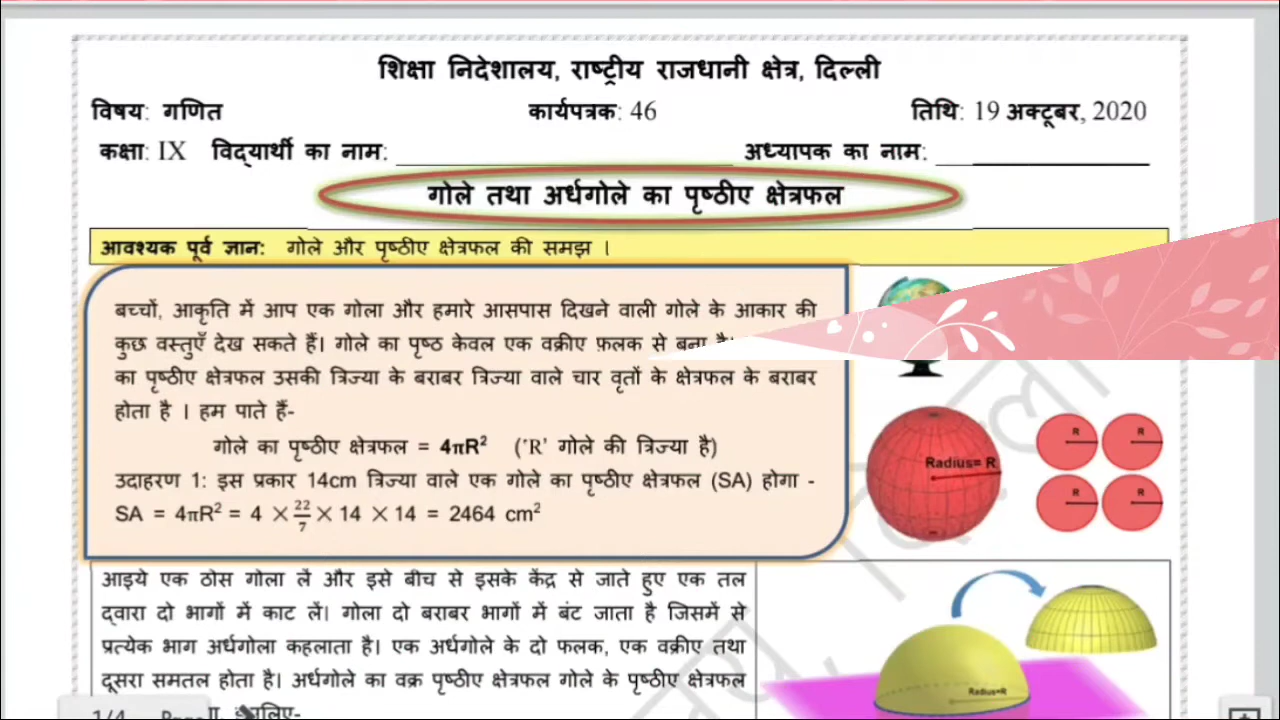 शिक्षा निदेशालय, राष्ट्रीय राजधानी क्षेत्र, दिल्ली
विषय: गणित कार्यपत्रक: 46 तिथि: 19 अक्टूबर, 2020
कक्षा: IX विद्यार्थी का नाम: अध्यापक का नाम:
गोले तथा अर्धगोले का पृष्ठीए क्षेत्रफल
आवश्यक पूर्व ज्ञान: गोले और पृष्ठीए क्षेत्रफल की समझ ।
बच्चों, आकृति में आप एक गोला और हमारे आसपास दिखने वाली गोले के आकार की
कुछ वस्तुएँ देख सकते हैं। गोले का पृष्ठ केवल एक वक्रीए फ़लक से बना है।
का पृष्ठीए क्षेत्रफल उसकी त्रिज्या के बराबर त्रिज्या वाले चार वृतों के क्षेत्रफल के बराबर
होता है । हम पाते हैं-
गोले का पृष्ठीए क्षेत्रफल = 4πR² ('R' गोले की त्रिज्या है)
उदाहरण 1: इस प्रकार 14cm त्रिज्या वाले एक गोले का पृष्ठीए क्षेत्रफल (SA) होगा -
SA = 4πR² = 4 × 22/7 × 14 × 14 = 2464 cm²
Radius= R
R R
R R
आइये एक ठोस गोला लें और इसे बीच से इसके केंद्र से जाते हुए एक तल
द्वारा दो भागों में काट लें। गोला दो बराबर भागों में बंट जाता है जिसमें से
प्रत्येक भाग अर्धगोला कहलाता है। एक अर्धगोले के दो फलक, एक वक्रीए तथा
दूसरा समतल होता है। अर्धगोले का वक्र पृष्ठीए क्षेत्रफल गोले के पृष्ठीए क्षेत्रफल
Radius=R
1/4